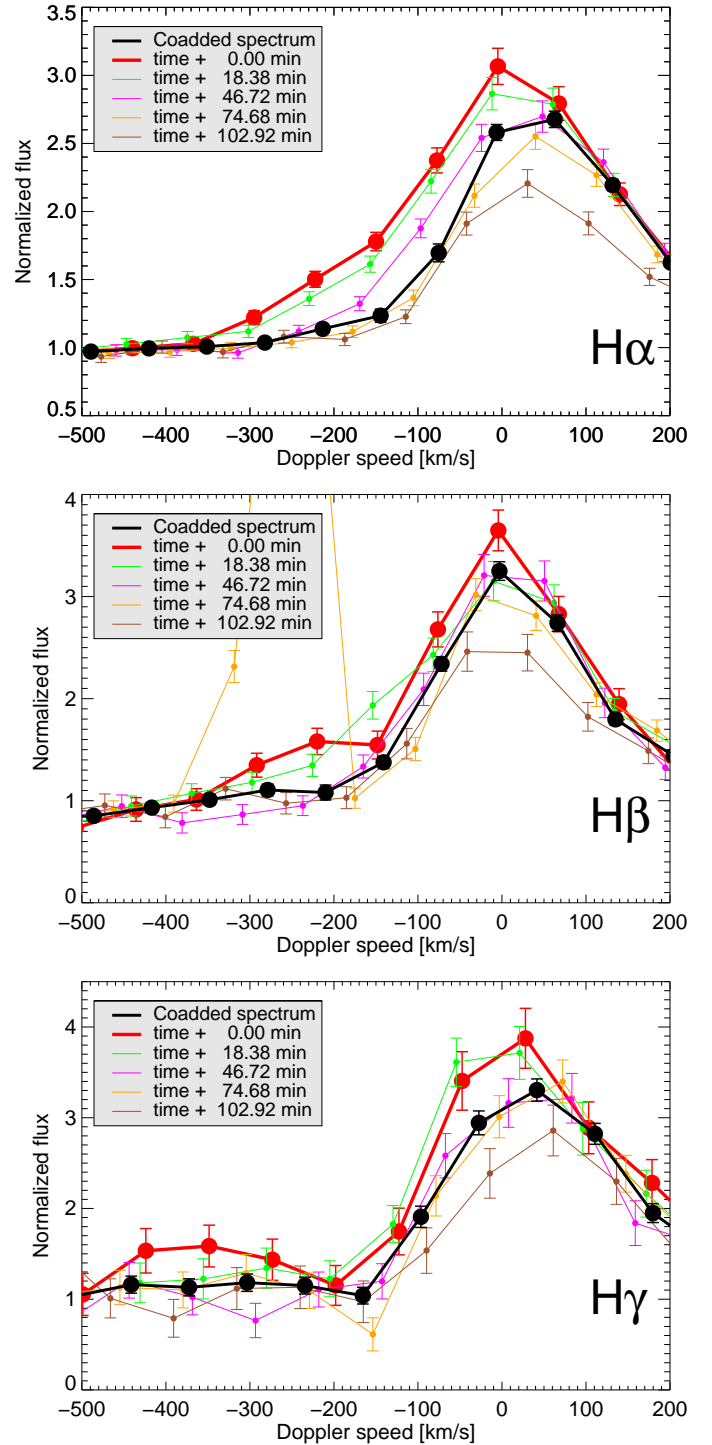 3.5
3.0
2.5
2.0
1.5
1.0
0.5
Normalized flux
Coadded spectrum
time + 0.00 min
time + 18.38 min
time + 46.72 min
time + 74.68 min
time + 102.92 min
Hα
−500 −400 −300 −200 −100 0 100 200
Doppler speed [km/s]
4
3
2
1
0
Normalized flux
Coadded spectrum
time + 0.00 min
time + 18.38 min
time + 46.72 min
time + 74.68 min
time + 102.92 min
Hβ
−500 −400 −300 −200 −100 0 100 200
Doppler speed [km/s]
4
3
2
1
0
Normalized flux
Coadded spectrum
time + 0.00 min
time + 18.38 min
time + 46.72 min
time + 74.68 min
time + 102.92 min
Hγ
−500 −400 −300 −200 −100 0 100 200
Doppler speed [km/s]